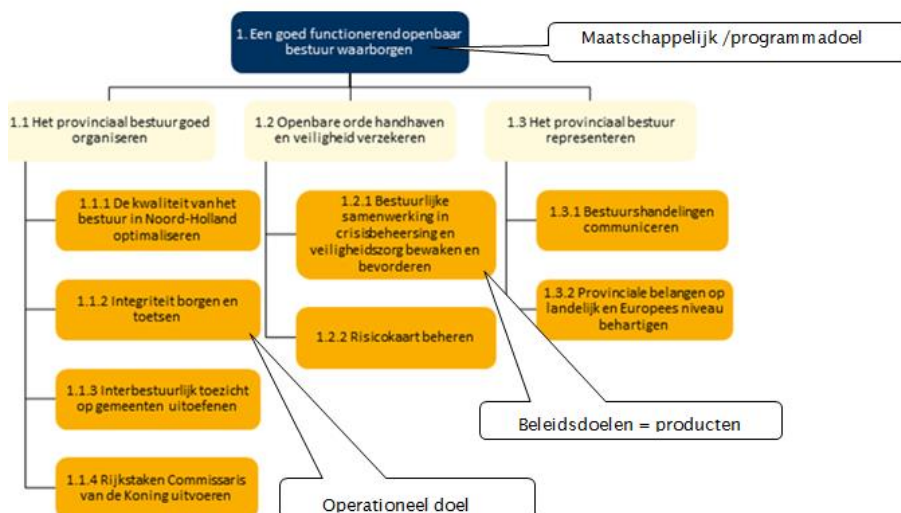 1. Een goed functionerend openbaar
bestuur waarborgen
Maatschappelijk /programmadoel
1.1 Het provinciaal bestuur goed
organiseren
1.2 Openbare orde handhaven
en veiligheid verzekeren
1.3 Het provinciaal bestuur
representeren
1.1.1 De kwaliteit van het
bestuur in Noord-Holland
optimaliseren
1.1.2 Integriteit borgen en
toetsen
1.1.3 Interbestuurlijk toezicht
op gemeenten uitoefenen
1.1.4 Rijkstaken Commissaris
van de Koning uitvoeren
1.2.1 Bestuurlijke
samenwerking in
crisisbeheersing en
veiligheidszorg bewaken en
bevorderen
1.2.2 Risicokaart beheren
1.3.1 Bestuurshandelingen
communiceren
1.3.2 Provinciale belangen op
landelijk en Europees niveau
behartigen
Beleidsdoelen = producten
Operationeel doel